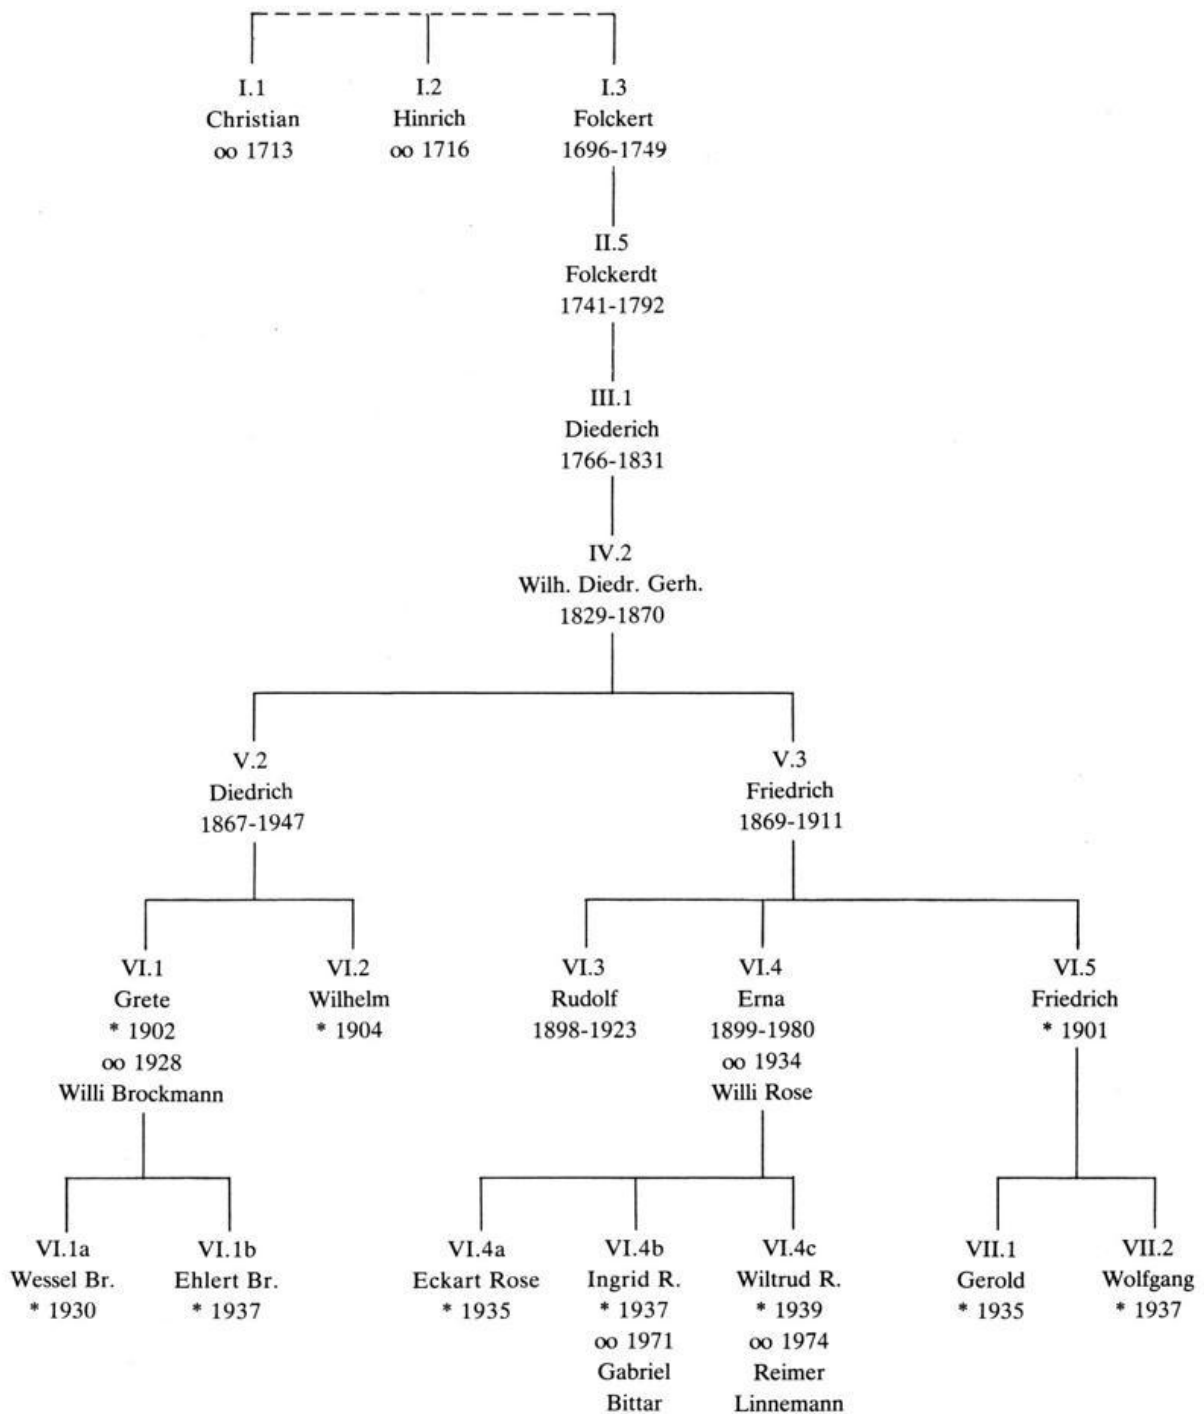 I.1
Christian
oo 1713
I.2
Hinrich
oo 1716
I.3
Folckert
1696-1749
II.5
Folckerdt
1741-1792
III.1
Diederich
1766-1831
IV.2
Wilh. Diedr. Gerh.
1829-1870
V.2
Diedrich
1867-1947
V.3
Friedrich
1869-1911
VI.1
Grete
* 1902
oo 1928
Willi Brockmann
VI.2
Wilhelm
* 1904
VI.3
Rudolf
1898-1923
VI.4
Erna
1899-1980
oo 1934
Willi Rose
VI.5
Friedrich
* 1901
VI.1a
Wessel Br.
* 1930
VI.1b
Ehlert Br.
* 1937
VI.4a
Eckart Rose
* 1935
VI.4b
Ingrid R.
* 1937
oo 1971
Gabriel
Bittar
VI.4c
Wiltrud R.
* 1939
oo 1974
Reimer
Linnemann
VII.1
Gerold
* 1935
VII.2
Wolfgang
* 1937